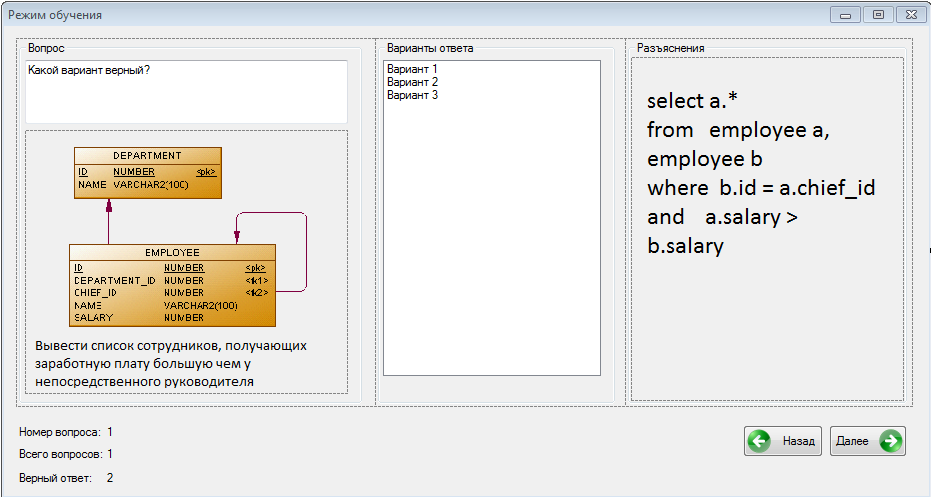 Режим обучения
Вопрос
Какой вариант верный?
DEPARTMENT
ID NUMBER <pk>
NAME VARCHAR2(100)
EMPLOYEE
ID NUMBER <pk>
DEPARTMENT_ID NUMBER <fk1>
CHIEF_ID NUMBER <fk2>
NAME VARCHAR2(100)
SALARY NUMBER
Вывести список сотрудников, получающих
заработную плату большую чем у
непосредственного руководителя
Варианты ответа
Вариант 1
Вариант 2
Вариант 3
Разъяснения
select a.*
from employee a,
employee b
where b.id = a.chief_id
and a.salary >
b.salary
Номер вопроса: 1
Всего вопросов: 1
Верный ответ: 2
Назад
Далее